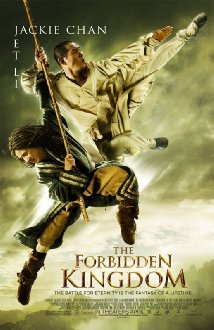 JACKIE CHAN
JET LI
THE
FORBIDDEN
KINGDOM
THE BATTLE FOR ETERNITY IS THE FANTASY OF A LIFETIME.